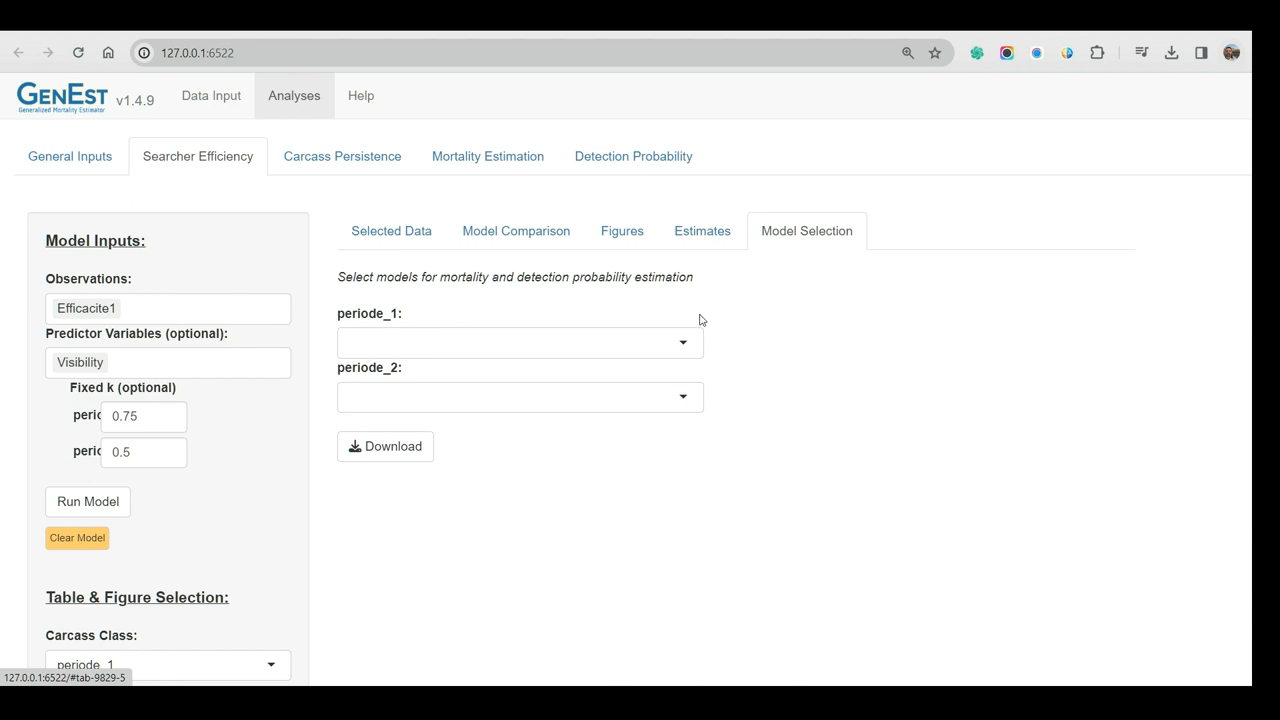 127.0.0.1:6522
GENEST v1.4.9 Data Input Analyses Help
Generalized Mortality Estimator
General Inputs Searcher Efficiency Carcass Persistence Mortality Estimation Detection Probability
Model Inputs:
Observations:
Efficacite1
Predictor Variables (optional):
Visibility
Fixed k (optional)
peri 0.75
peri 0.5
Run Model
Clear Model
Table & Figure Selection:
Carcass Class:
periode_1
Selected Data Model Comparison Figures Estimates Model Selection
Select models for mortality and detection probability estimation
periode_1:
periode_2:
Download
127.0.0.1:6522/#tab-9829-5